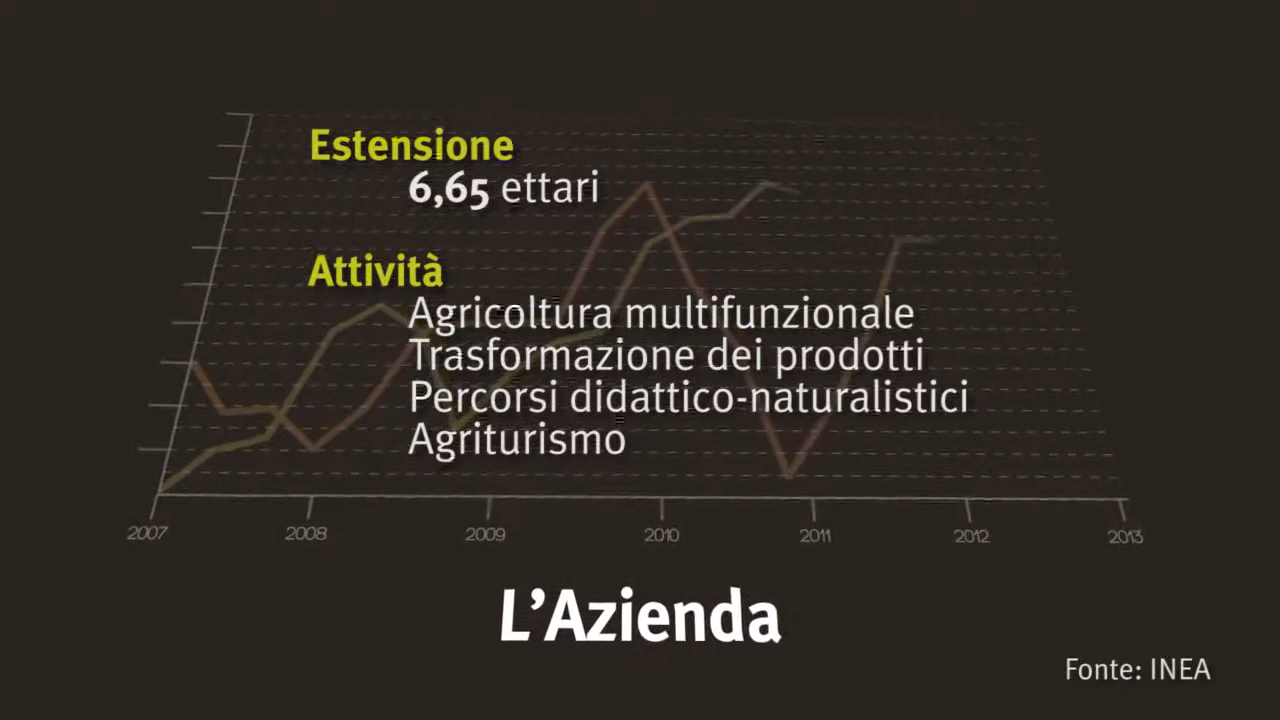 Estensione
6,65 ettari
Attività
Agricoltura multifunzionale
Trasformazione dei prodotti
Percorsi didattico-naturalistici
Agriturismo
2007 2008 2009 2010 2011 2012 2013
L’Azienda
Fonte: INEA